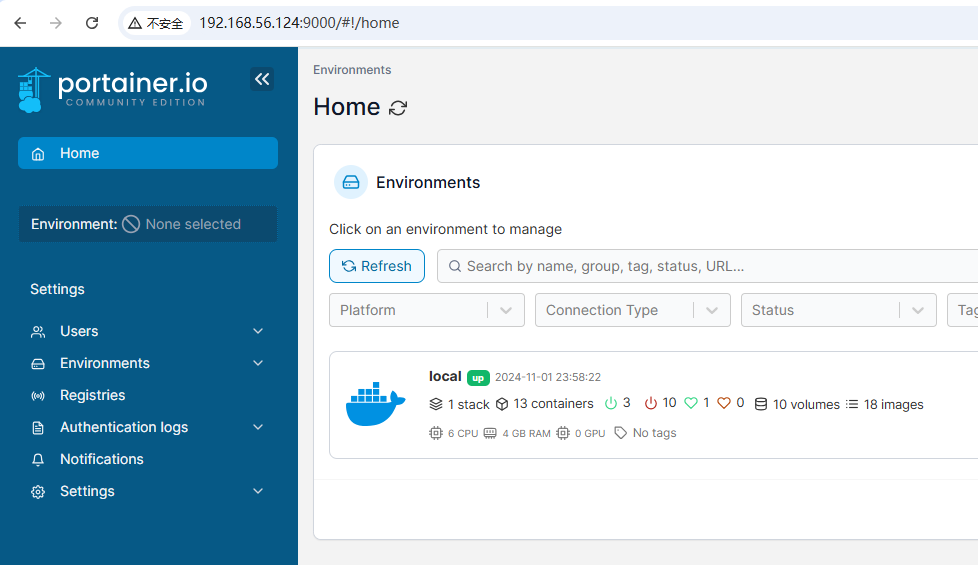 不安全 192.168.56.124:9000/#!/home
portainer.io
COMMUNITY EDITION
Home
Environment: None selected
Settings
Users
Environments
Registries
Authentication logs
Notifications
Settings
Environments
Home
Environments
Click on an environment to manage
Refresh Search by name, group, tag, status, URL...
Platform Connection Type Status Tag
local up 2024-11-01 23:58:22
1 stack 13 containers 3 10 1 0 10 volumes 18 images
6 CPU 4 GB RAM 0 GPU No tags